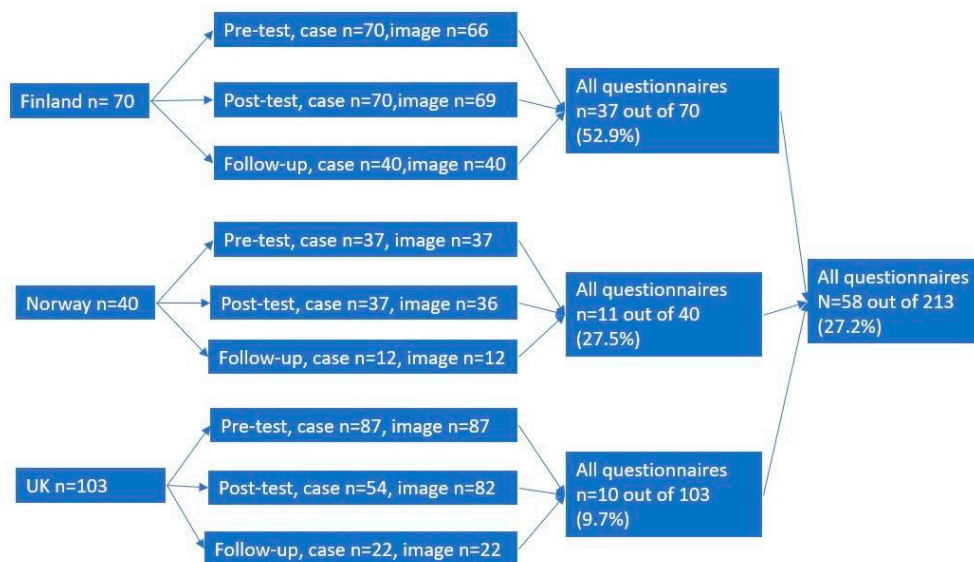 Finland n= 70
Pre-test, case n=70,image n=66
Post-test, case n=70,image n=69
Follow-up, case n=40,image n=40
All questionnaires
n=37 out of 70
(52.9%)
Norway n=40
Pre-test, case n=37, image n=37
Post-test, case n=37, image n=36
Follow-up, case n=12, image n=12
All questionnaires
n=11 out of 40
(27.5%)
UK n=103
Pre-test, case n=87, image n=87
Post-test, case n=54, image n=82
Follow-up, case n=22, image n=22
All questionnaires
n=10 out of 103
(9.7%)
All questionnaires
N=58 out of 213
(27.2%)